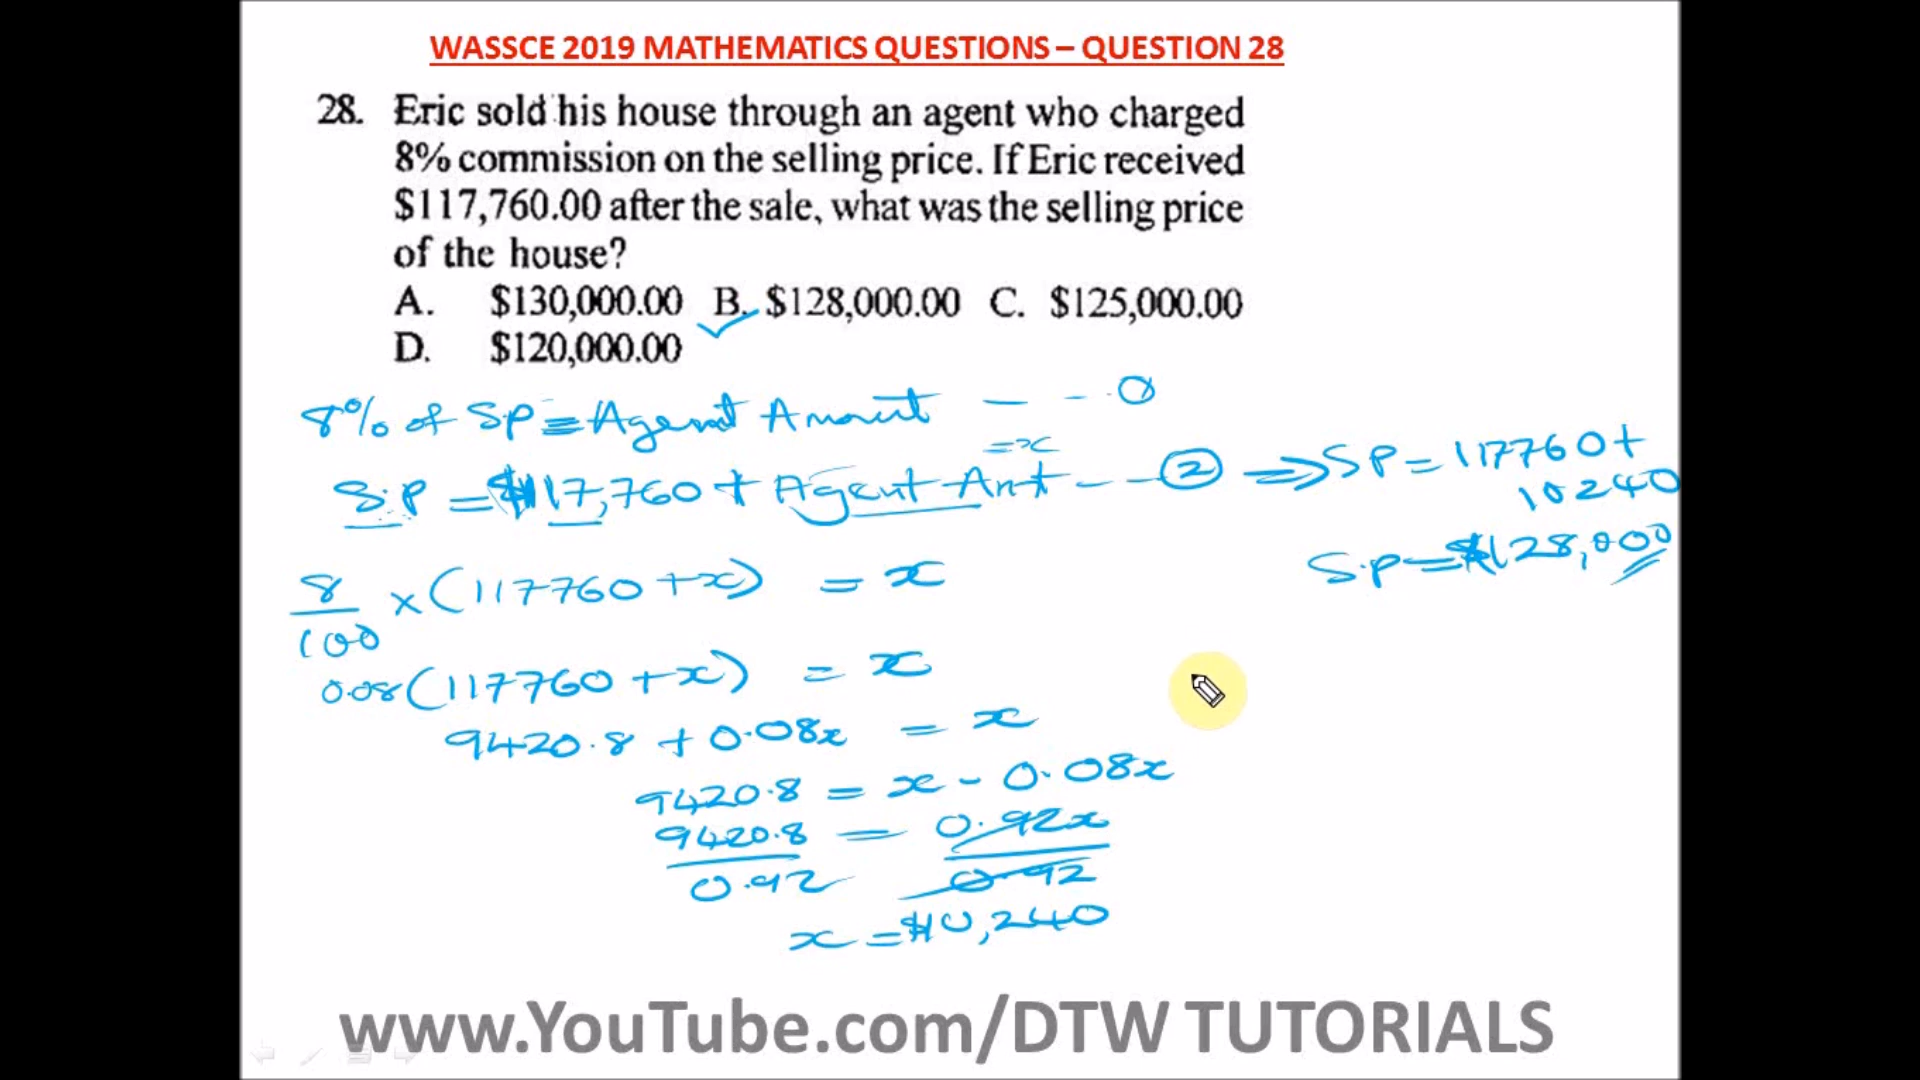 WASSCE 2019 MATHEMATICS QUESTIONS – QUESTION 28
28. Eric sold his house through an agent who charged
8% commission on the selling price. If Eric received
$117,760.00 after the sale, what was the selling price
of the house?
A. $130,000.00 B. $128,000.00 C. $125,000.00
D. $120,000.00
8% of SP = Agent Amount - - - ①
= x
S.P = $117,760 + Agent Amt - - - ② ⇒ SP = 117760 +
10240
S.P = $128,000
8/100 × (117760 + x) = x
0.08(117760 + x) = x
9420.8 + 0.08x = x
9420.8 = x - 0.08x
9420.8/0.92 = 0.92x/0.92
x = $10,240
www.YouTube.com/DTW TUTORIALS